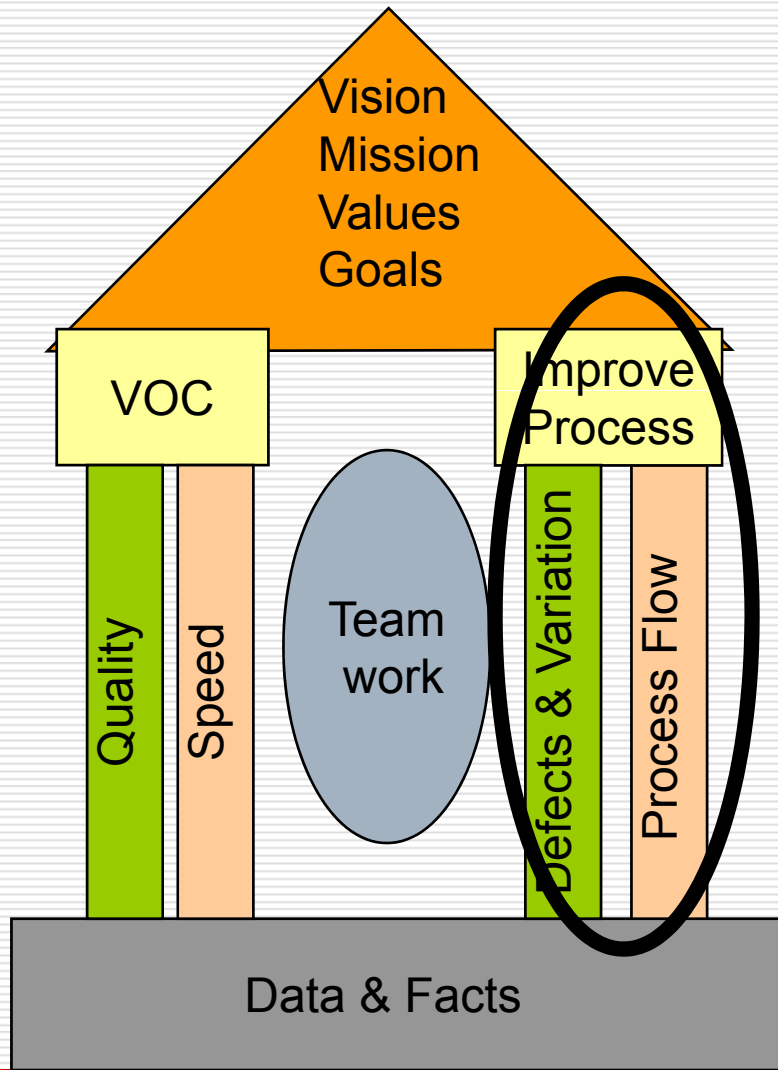 Vision
Mission
Values
Goals
VOC
Improve
Process
Quality
Speed
Team
work
Defects & Variation
Process Flow
Data & Facts